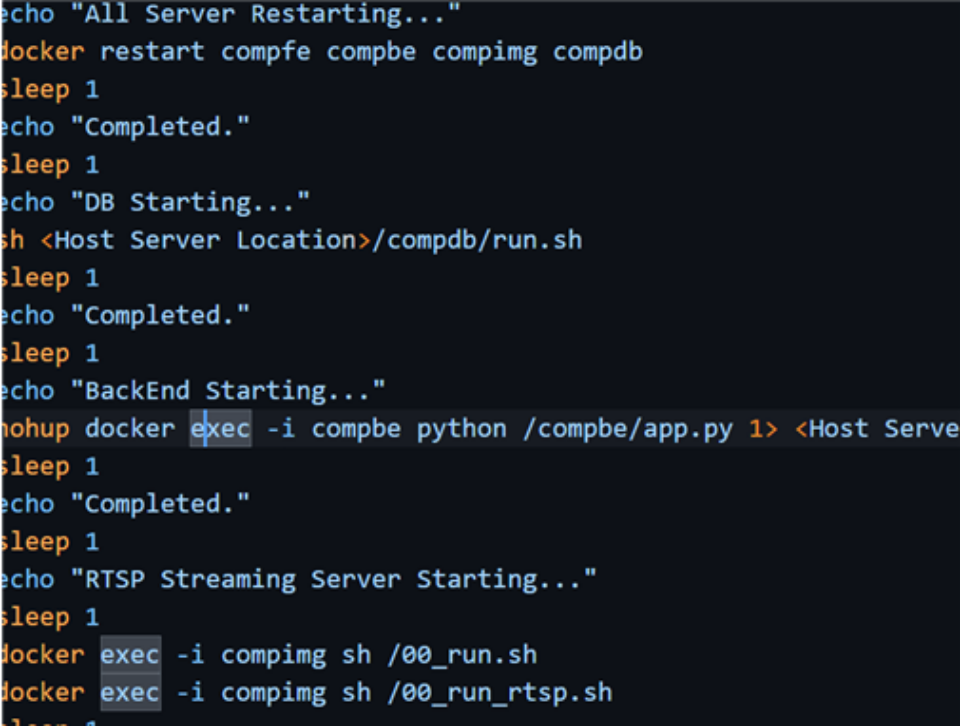 echo "All Server Restarting..."
docker restart compfe compbe compimg compdb
sleep 1
echo "Completed."
sleep 1
echo "DB Starting..."
sh <Host Server Location>/compdb/run.sh
sleep 1
echo "Completed."
sleep 1
echo "BackEnd Starting..."
nohup docker exec -i compbe python /compbe/app.py 1> <Host Serve
sleep 1
echo "Completed."
sleep 1
echo "RTSP Streaming Server Starting..."
sleep 1
docker exec -i compimg sh /00_run.sh
docker exec -i compimg sh /00_run_rtsp.sh
sleep 1